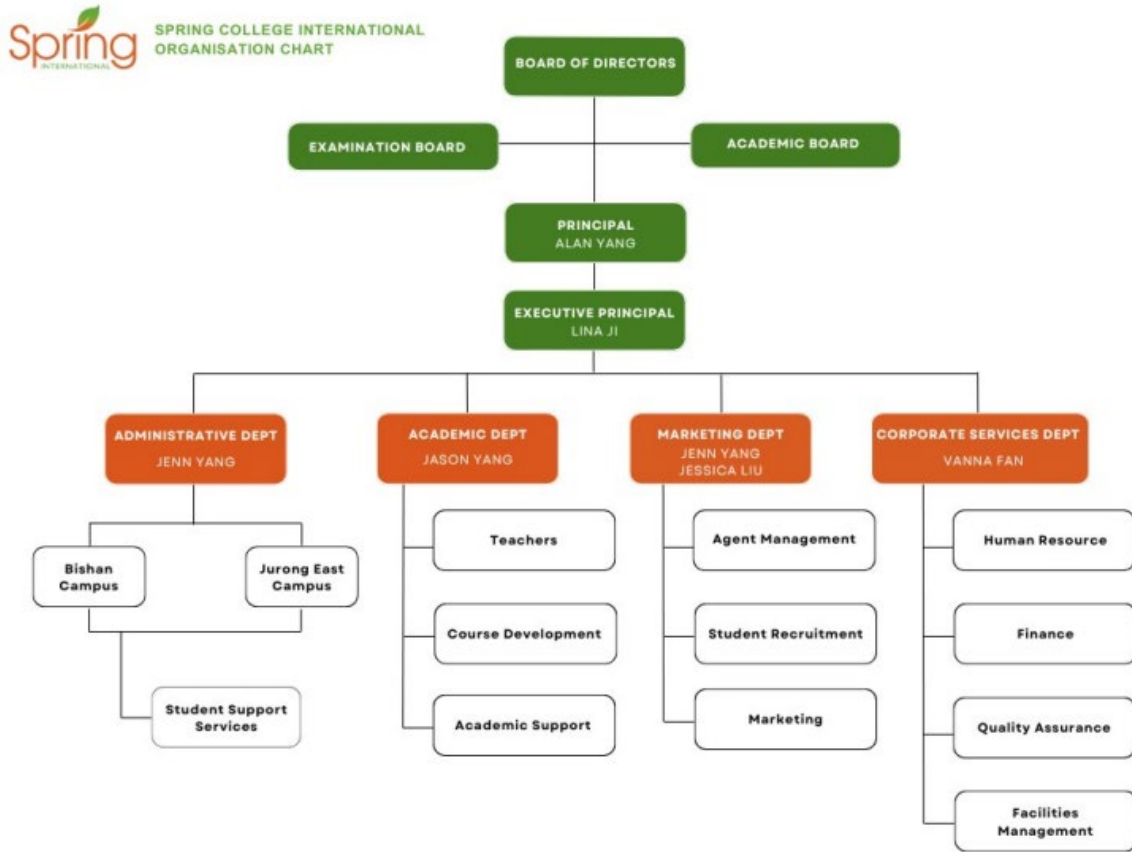 Spring
INTERNATIONAL
SPRING COLLEGE INTERNATIONAL
ORGANISATION CHART
BOARD OF DIRECTORS
EXAMINATION BOARD
ACADEMIC BOARD
PRINCIPAL
ALAN YANG
EXECUTIVE PRINCIPAL
LINA JI
ADMINISTRATIVE DEPT
JENN YANG
ACADEMIC DEPT
JASON YANG
MARKETING DEPT
JENN YANG
JESSICA LIU
CORPORATE SERVICES DEPT
VANNA FAN
Bishan
Campus
Jurong East
Campus
Student Support
Services
Teachers
Course Development
Academic Support
Agent Management
Student Recruitment
Marketing
Human Resource
Finance
Quality Assurance
Facilities
Management